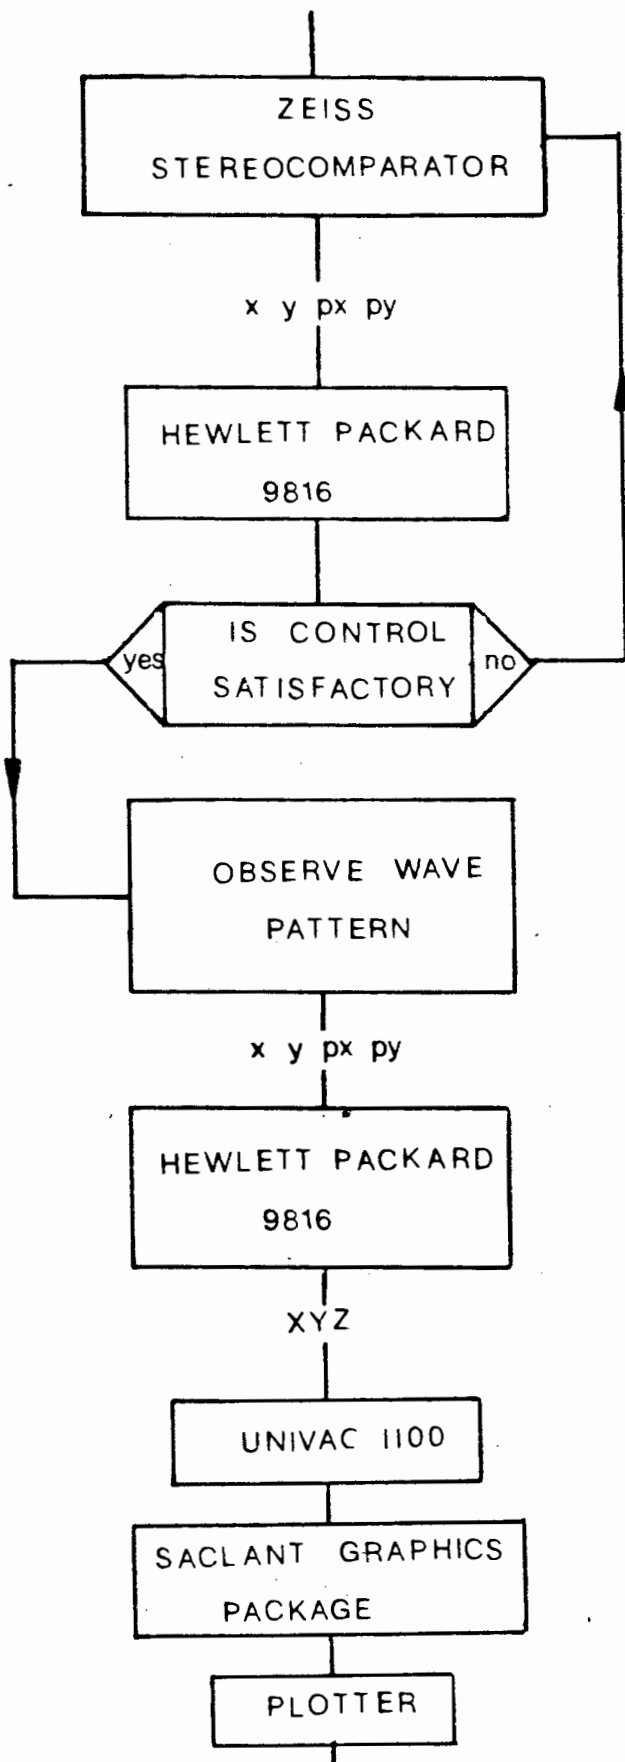 ZEISS
STEREOCOMPARATOR
x y px py
HEWLETT PACKARD
9816
IS CONTROL
SATISFACTORY
yes
no
OBSERVE WAVE
PATTERN
x y px py
HEWLETT PACKARD
9816
XYZ
UNIVAC 1100
SACLANT GRAPHICS
PACKAGE
PLOTTER